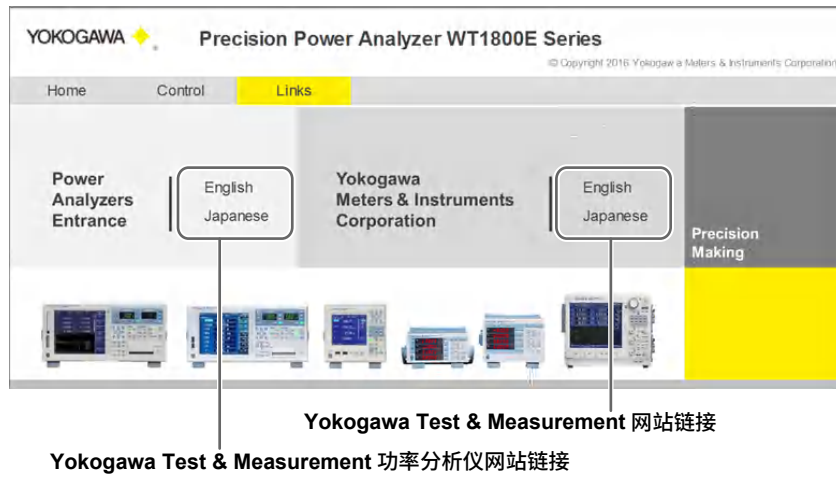 YOKOGAWA
Precision Power Analyzer WT1800E Series
© Copyright 2016 Yokogawa Meters & Instruments Corporation
Home Control Links
Power
Analyzers
Entrance
English
Japanese
Yokogawa
Meters & Instruments
Corporation
English
Japanese
Precision
Making
Yokogawa Test & Measurement 网站链接
Yokogawa Test & Measurement 功率分析仪网站链接